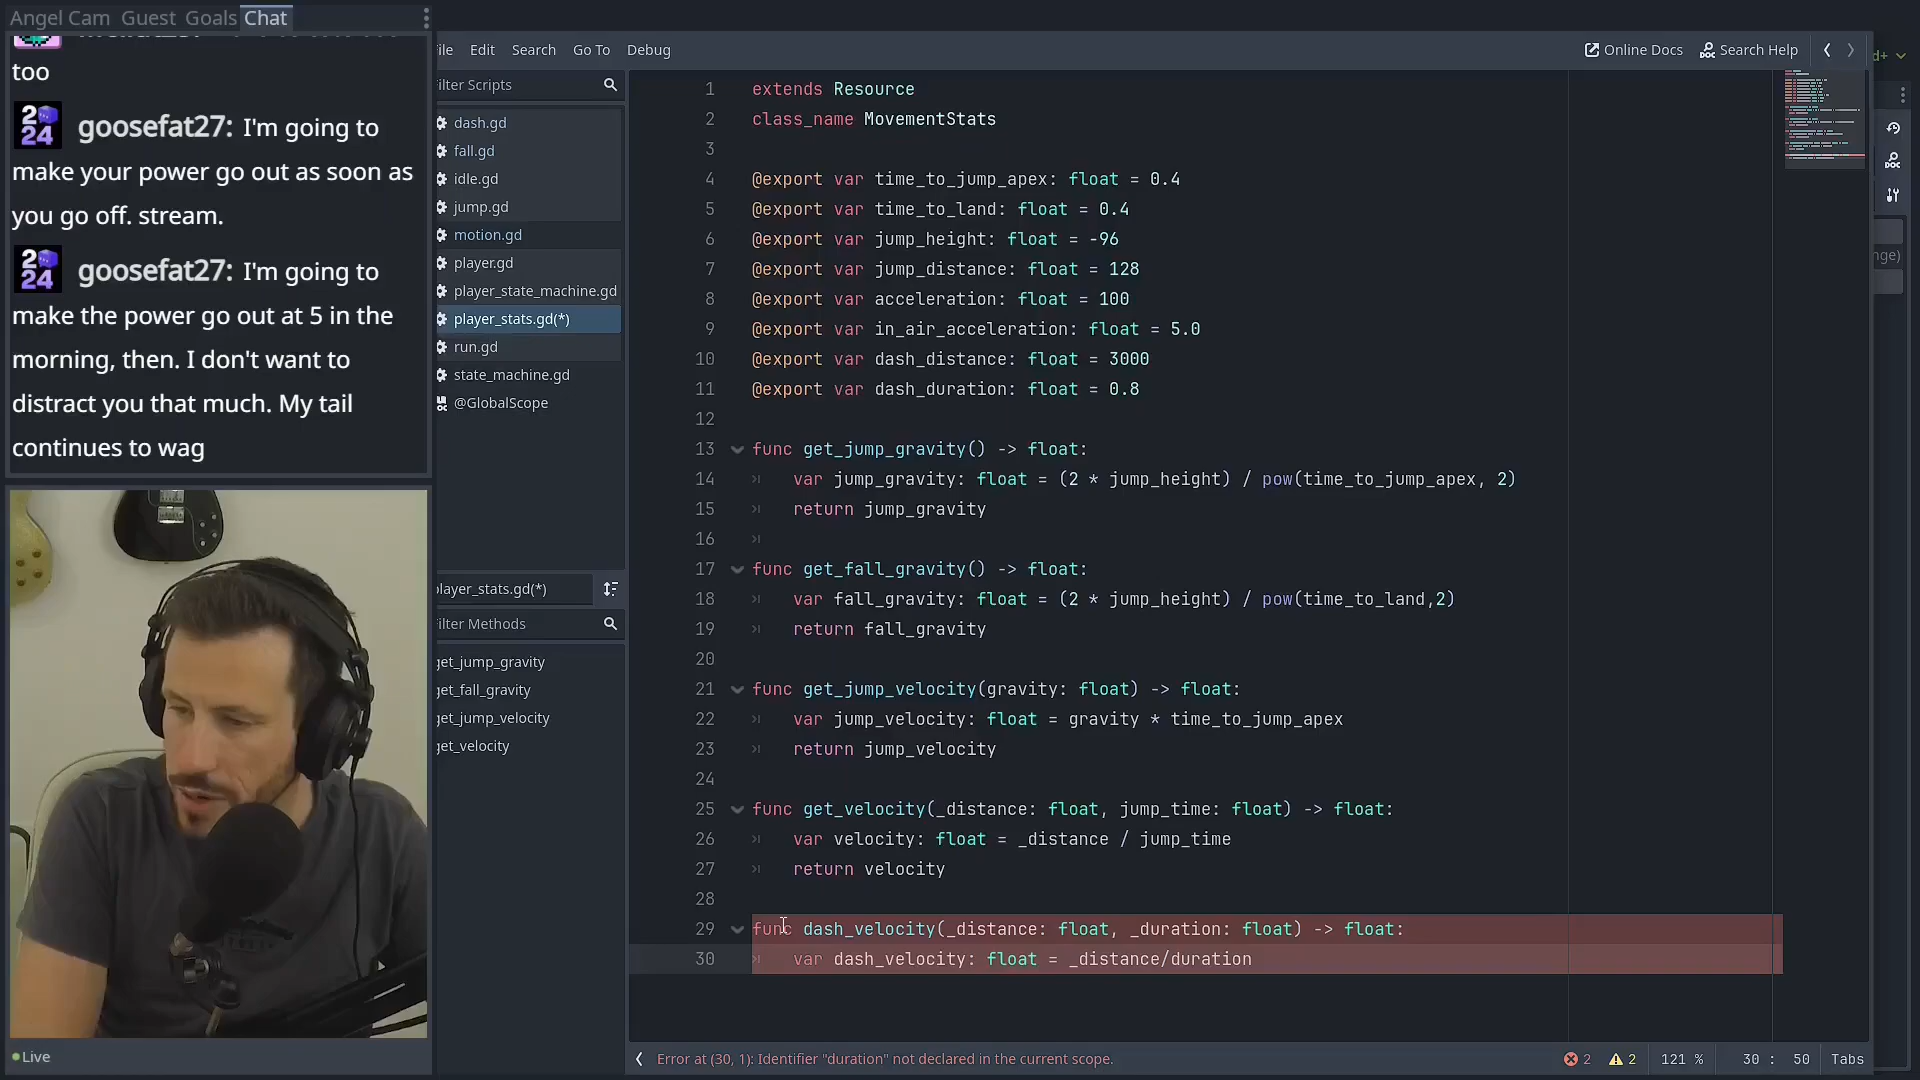 Angel Cam Guest Goals Chat
too
goosefat27: I'm going to
make your power go out as soon as
you go off. stream.
goosefat27: I'm going to
make the power go out at 5 in the
morning, then. I don't want to
distract you that much. My tail
continues to wag
Live
ile Edit Search Go To Debug
Online Docs Search Help
ilter Scripts
dash.gd
fall.gd
idle.gd
jump.gd
motion.gd
player.gd
player_state_machine.gd
player_stats.gd(*)
run.gd
state_machine.gd
@GlobalScope
player_stats.gd(*)
ilter Methods
get_jump_gravity
get_fall_gravity
get_jump_velocity
get_velocity
1 extends Resource
2 class_name MovementStats
3
4 @export var time_to_jump_apex: float = 0.4
5 @export var time_to_land: float = 0.4
6 @export var jump_height: float = -96
7 @export var jump_distance: float = 128
8 @export var acceleration: float = 100
9 @export var in_air_acceleration: float = 5.0
10 @export var dash_distance: float = 3000
11 @export var dash_duration: float = 0.8
12
13 func get_jump_gravity() -> float:
14 var jump_gravity: float = (2 * jump_height) / pow(time_to_jump_apex, 2)
15 return jump_gravity
16
17 func get_fall_gravity() -> float:
18 var fall_gravity: float = (2 * jump_height) / pow(time_to_land,2)
19 return fall_gravity
20
21 func get_jump_velocity(gravity: float) -> float:
22 var jump_velocity: float = gravity * time_to_jump_apex
23 return jump_velocity
24
25 func get_velocity(_distance: float, jump_time: float) -> float:
26 var velocity: float = _distance / jump_time
27 return velocity
28
29 func dash_velocity(_distance: float, _duration: float) -> float:
30 var dash_velocity: float = _distance/duration
Error at (30, 1): Identifier "duration" not declared in the current scope.
2 2 121 % 30 : 50 Tabs
d+
nge)
2 24
2 24